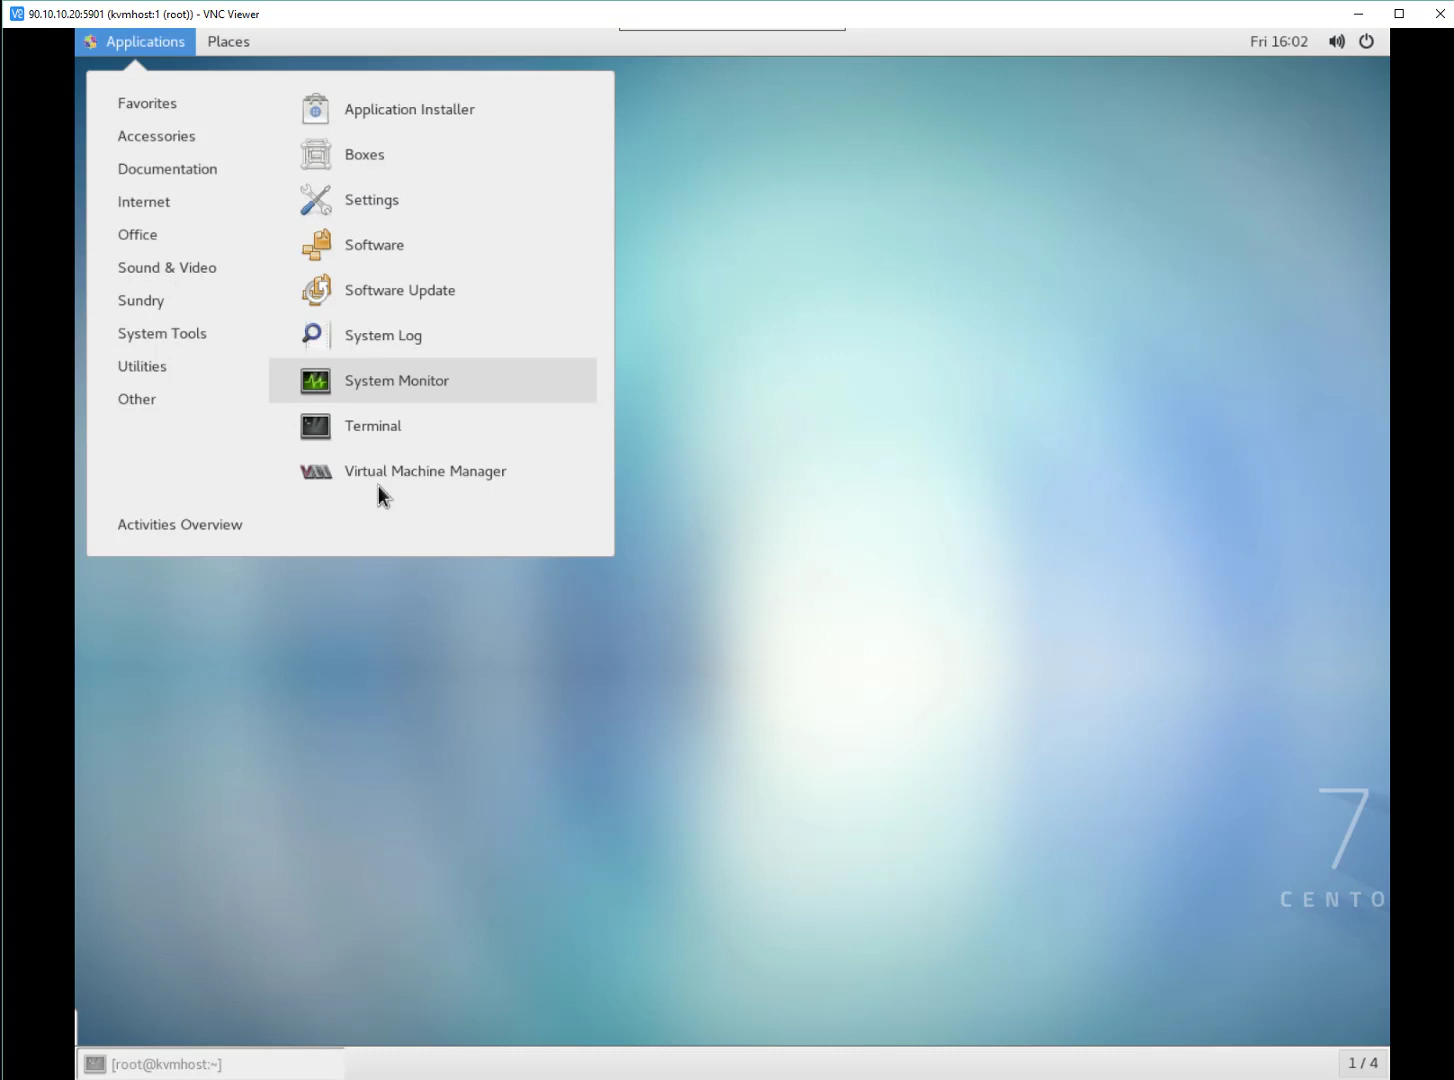 90.10.10.20:5901 (kvmhost:1 (root)) - VNC Viewer
Applications Places Fri 16:02
Favorites
Accessories
Documentation
Internet
Office
Sound & Video
Sundry
System Tools
Utilities
Other
Activities Overview
Application Installer
Boxes
Settings
Software
Software Update
System Log
System Monitor
Terminal
Virtual Machine Manager
7
CENTO
[root@kvmhost:~] 1 / 4